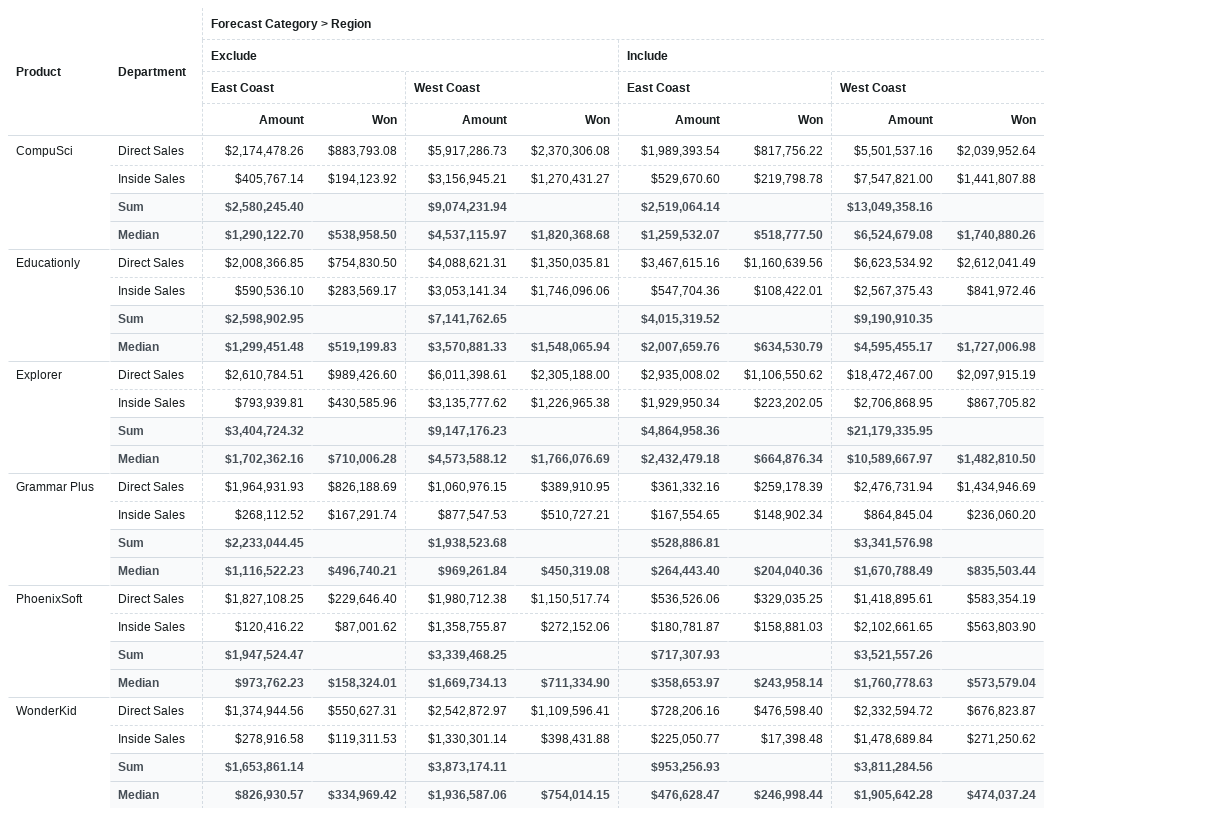 Forecast Category > Region
Exclude Include
Product Department East Coast West Coast East Coast West Coast
Amount Won Amount Won Amount Won Amount Won
CompuSci Direct Sales $2,174,478.26 $883,793.08 $5,917,286.73 $2,370,306.08 $1,989,393.54 $817,756.22 $5,501,537.16 $2,039,952.64
Inside Sales $405,767.14 $194,123.92 $3,156,945.21 $1,270,431.27 $529,670.60 $219,798.78 $7,547,821.00 $1,441,807.88
Sum $2,580,245.40 $9,074,231.94 $2,519,064.14 $13,049,358.16
Median $1,290,122.70 $538,958.50 $4,537,115.97 $1,820,368.68 $1,259,532.07 $518,777.50 $6,524,679.08 $1,740,880.26
Educationly Direct Sales $2,008,366.85 $754,830.50 $4,088,621.31 $1,350,035.81 $3,467,615.16 $1,160,639.56 $6,623,534.92 $2,612,041.49
Inside Sales $590,536.10 $283,569.17 $3,053,141.34 $1,746,096.06 $547,704.36 $108,422.01 $2,567,375.43 $841,972.46
Sum $2,598,902.95 $7,141,762.65 $4,015,319.52 $9,190,910.35
Median $1,299,451.48 $519,199.83 $3,570,881.33 $1,548,065.94 $2,007,659.76 $634,530.79 $4,595,455.17 $1,727,006.98
Explorer Direct Sales $2,610,784.51 $989,426.60 $6,011,398.61 $2,305,188.00 $2,935,008.02 $1,106,550.62 $18,472,467.00 $2,097,915.19
Inside Sales $793,939.81 $430,585.96 $3,135,777.62 $1,226,965.38 $1,929,950.34 $223,202.05 $2,706,868.95 $867,705.82
Sum $3,404,724.32 $9,147,176.23 $4,864,958.36 $21,179,335.95
Median $1,702,362.16 $710,006.28 $4,573,588.12 $1,766,076.69 $2,432,479.18 $664,876.34 $10,589,667.97 $1,482,810.50
Grammar Plus Direct Sales $1,964,931.93 $826,188.69 $1,060,976.15 $389,910.95 $361,332.16 $259,178.39 $2,476,731.94 $1,434,946.69
Inside Sales $268,112.52 $167,291.74 $877,547.53 $510,727.21 $167,554.65 $148,902.34 $864,845.04 $236,060.20
Sum $2,233,044.45 $1,938,523.68 $528,886.81 $3,341,576.98
Median $1,116,522.23 $496,740.21 $969,261.84 $450,319.08 $264,443.40 $204,040.36 $1,670,788.49 $835,503.44
PhoenixSoft Direct Sales $1,827,108.25 $229,646.40 $1,980,712.38 $1,150,517.74 $536,526.06 $329,035.25 $1,418,895.61 $583,354.19
Inside Sales $120,416.22 $87,001.62 $1,358,755.87 $272,152.06 $180,781.87 $158,881.03 $2,102,661.65 $563,803.90
Sum $1,947,524.47 $3,339,468.25 $717,307.93 $3,521,557.26
Median $973,762.23 $158,324.01 $1,669,734.13 $711,334.90 $358,653.97 $243,958.14 $1,760,778.63 $573,579.04
WonderKid Direct Sales $1,374,944.56 $550,627.31 $2,542,872.97 $1,109,596.41 $728,206.16 $476,598.40 $2,332,594.72 $676,823.87
Inside Sales $278,916.58 $119,311.53 $1,330,301.14 $398,431.88 $225,050.77 $17,398.48 $1,478,689.84 $271,250.62
Sum $1,653,861.14 $3,873,174.11 $953,256.93 $3,811,284.56
Median $826,930.57 $334,969.42 $1,936,587.06 $754,014.15 $476,628.47 $246,998.44 $1,905,642.28 $474,037.24